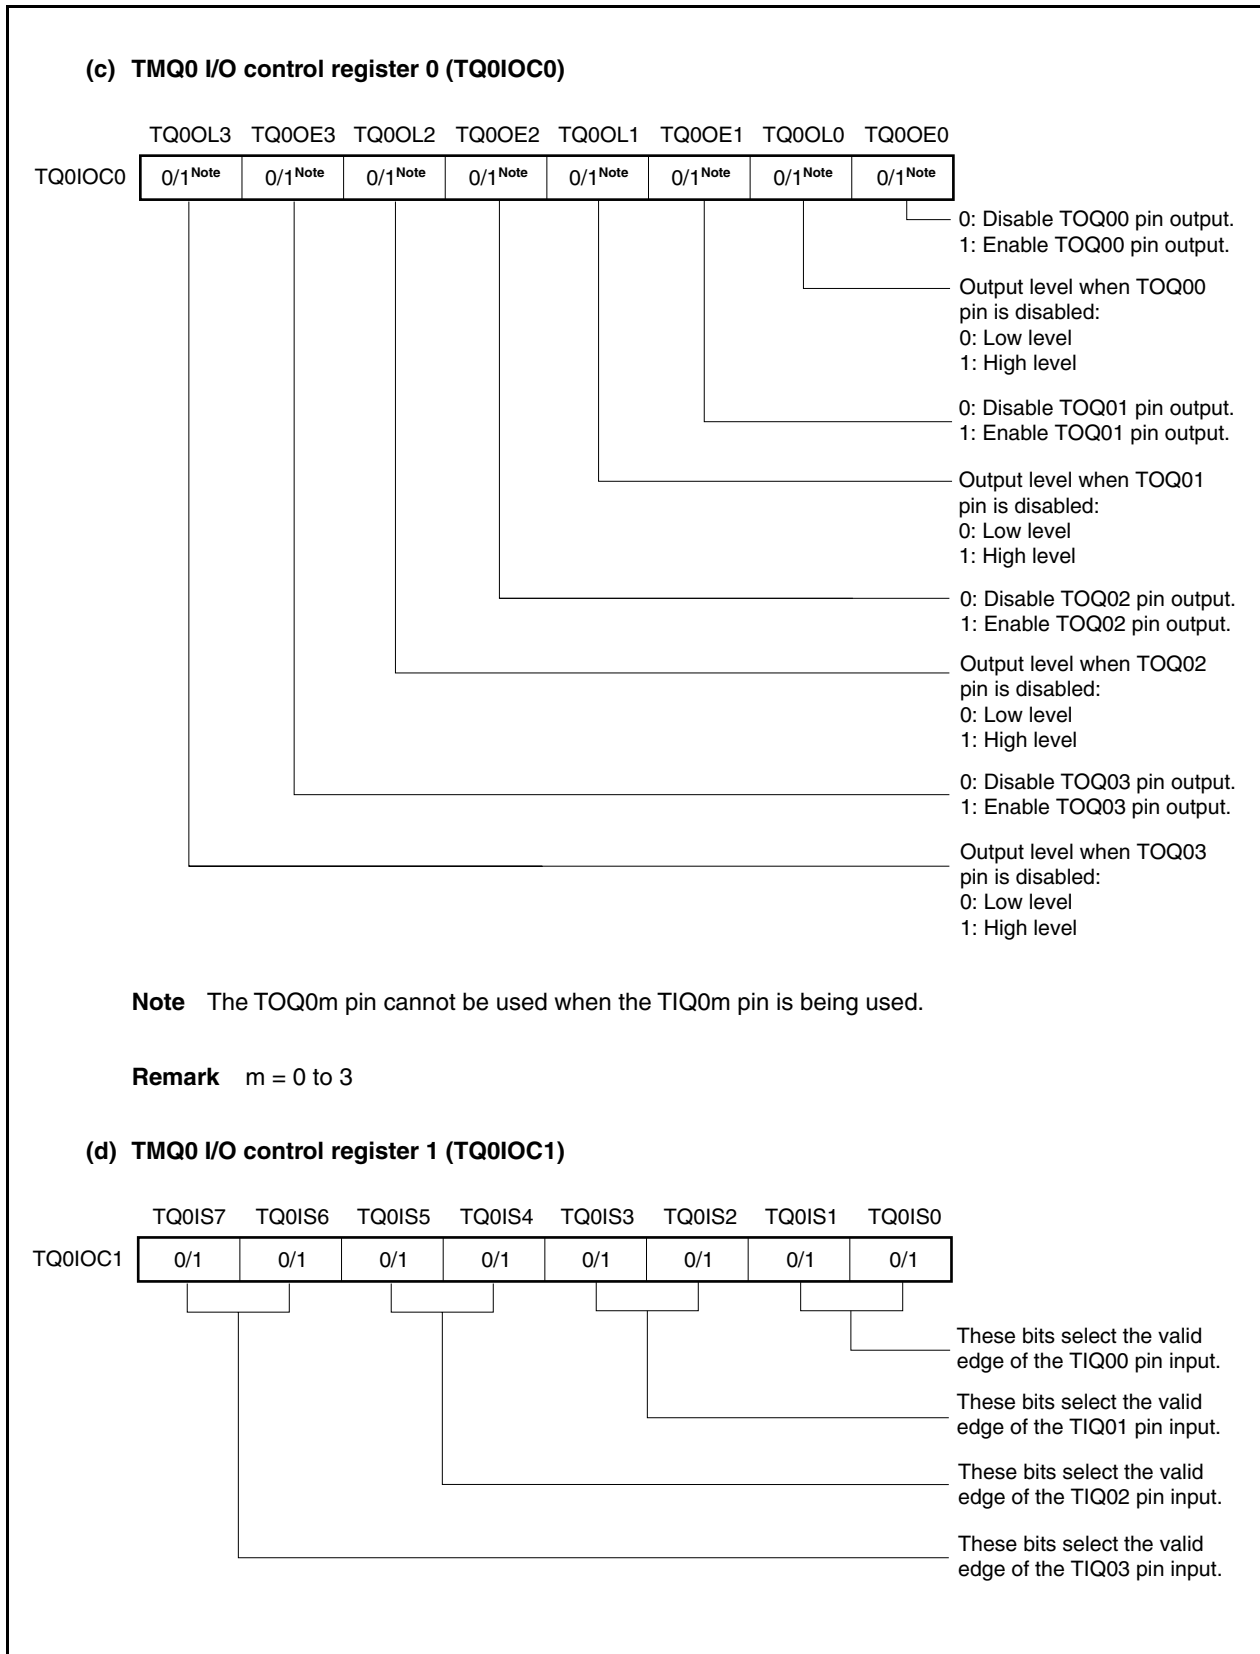 (c) TMQ0 I/O control register 0 (TQ0IOC0)
TQ0OL3 TQ0OE3 TQ0OL2 TQ0OE2 TQ0OL1 TQ0OE1 TQ0OL0 TQ0OE0
TQ0IOC0 0/1Note 0/1Note 0/1Note 0/1Note 0/1Note 0/1Note 0/1Note 0/1Note
0: Disable TOQ00 pin output.
1: Enable TOQ00 pin output.
Output level when TOQ00
pin is disabled:
0: Low level
1: High level
0: Disable TOQ01 pin output.
1: Enable TOQ01 pin output.
Output level when TOQ01
pin is disabled:
0: Low level
1: High level
0: Disable TOQ02 pin output.
1: Enable TOQ02 pin output.
Output level when TOQ02
pin is disabled:
0: Low level
1: High level
0: Disable TOQ03 pin output.
1: Enable TOQ03 pin output.
Output level when TOQ03
pin is disabled:
0: Low level
1: High level
Note The TOQ0m pin cannot be used when the TIQ0m pin is being used.
Remark m = 0 to 3
(d) TMQ0 I/O control register 1 (TQ0IOC1)
TQ0IS7 TQ0IS6 TQ0IS5 TQ0IS4 TQ0IS3 TQ0IS2 TQ0IS1 TQ0IS0
TQ0IOC1 0/1 0/1 0/1 0/1 0/1 0/1 0/1 0/1
These bits select the valid
edge of the TIQ00 pin input.
These bits select the valid
edge of the TIQ01 pin input.
These bits select the valid
edge of the TIQ02 pin input.
These bits select the valid
edge of the TIQ03 pin input.